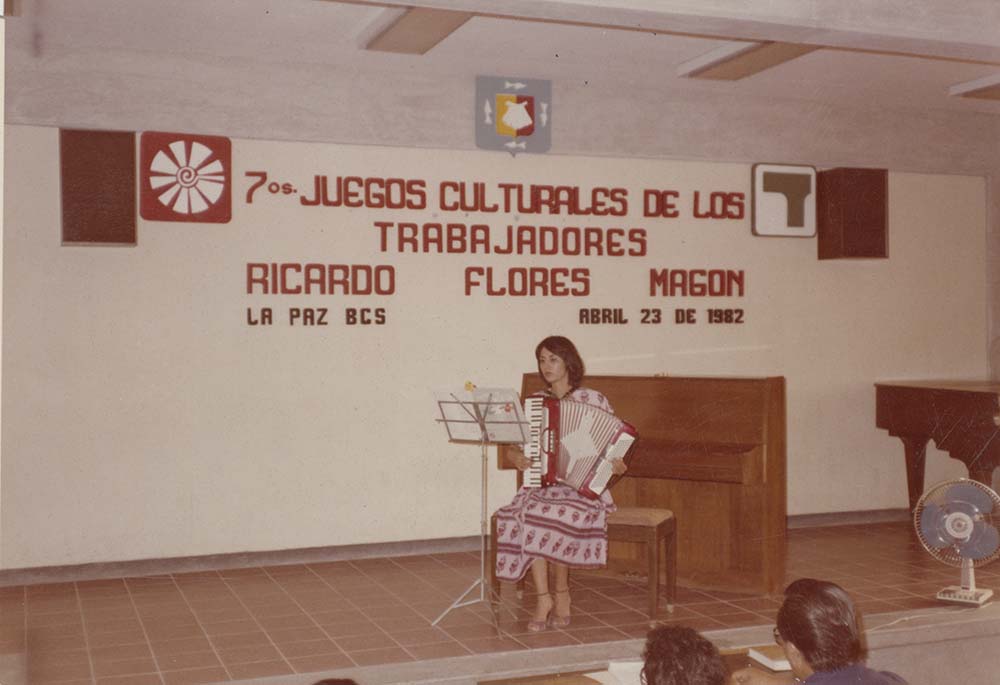 7os. JUEGOS CULTURALES DE LOS
TRABAJADORES
RICARDO FLORES MAGON
LA PAZ BCS ABRIL 23 DE 1982